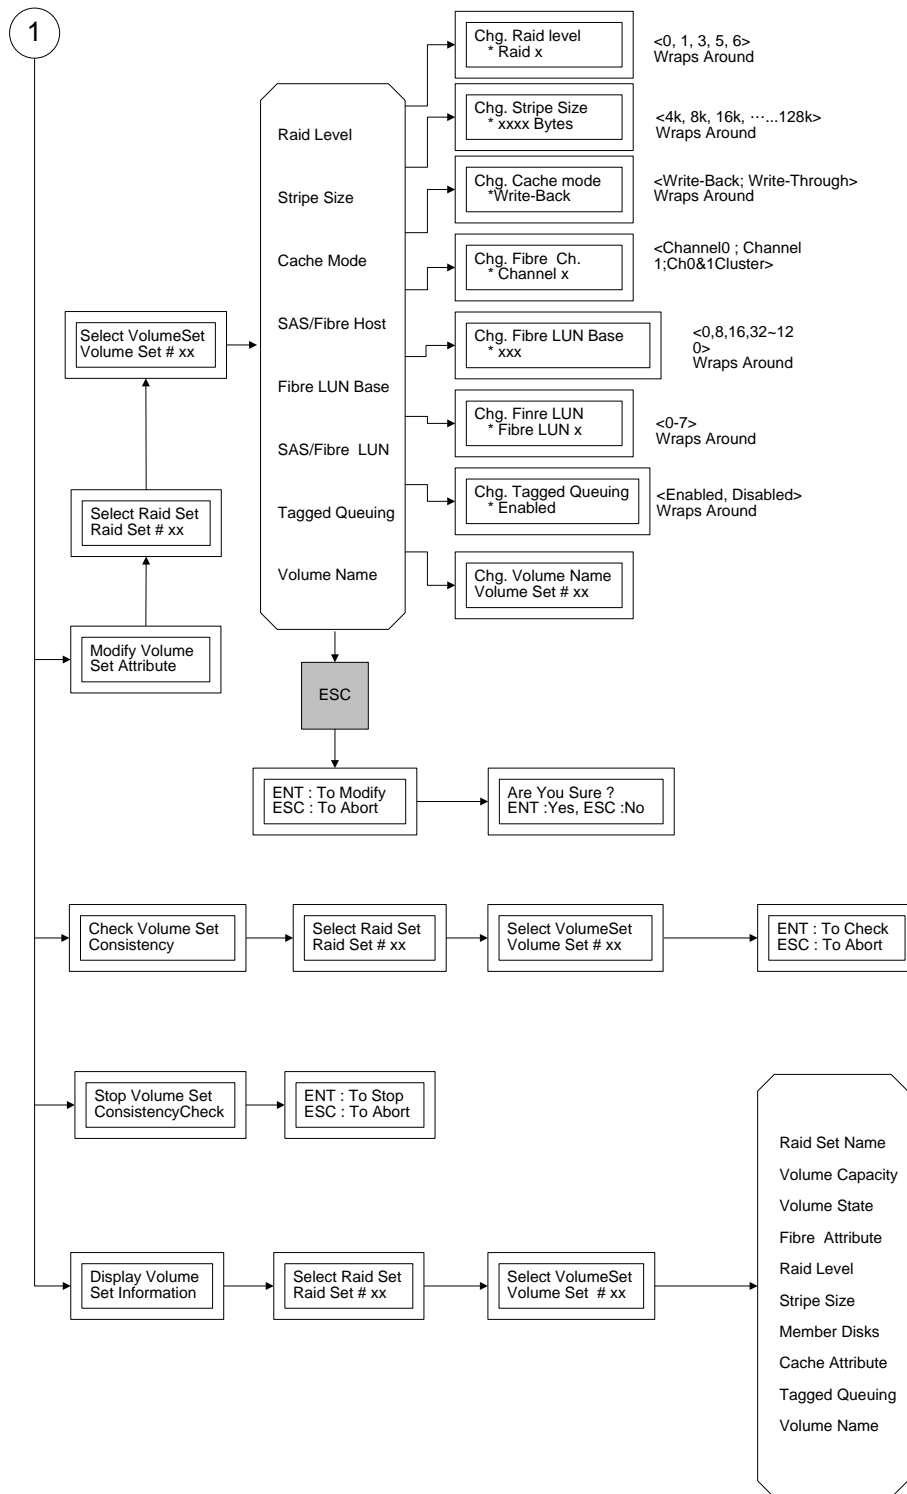 1
Chg. Raid level
* Raid x
<0, 1, 3, 5, 6>
Wraps Around
Chg. Stripe Size
* xxxx Bytes
<4k, 8k, 16k, ⋯...128k>
Wraps Around
Chg. Cache mode
*Write-Back
<Write-Back; Write-Through>
Wraps Around
Chg. Fibre Ch.
* Channel x
<Channel0 ; Channel
1;Ch0&1Cluster>
Chg. Fibre LUN Base
* xxx
<0,8,16,32~12
0>
Wraps Around
Chg. Finre LUN
* Fibre LUN x
<0-7>
Wraps Around
Chg. Tagged Queuing
* Enabled
<Enabled, Disabled>
Wraps Around
Chg. Volume Name
Volume Set # xx
Raid Level
Stripe Size
Cache Mode
SAS/Fibre Host
Fibre LUN Base
SAS/Fibre LUN
Tagged Queuing
Volume Name
Select VolumeSet
Volume Set # xx
Select Raid Set
Raid Set # xx
Modify Volume
Set Attribute
ESC
ENT : To Modify
ESC : To Abort
Are You Sure ?
ENT :Yes, ESC :No
Check Volume Set
Consistency
Select Raid Set
Raid Set # xx
Select VolumeSet
Volume Set # xx
ENT : To Check
ESC : To Abort
Stop Volume Set
ConsistencyCheck
ENT : To Stop
ESC : To Abort
Display Volume
Set Information
Select Raid Set
Raid Set # xx
Select VolumeSet
Volume Set # xx
Raid Set Name
Volume Capacity
Volume State
Fibre Attribute
Raid Level
Stripe Size
Member Disks
Cache Attribute
Tagged Queuing
Volume Name